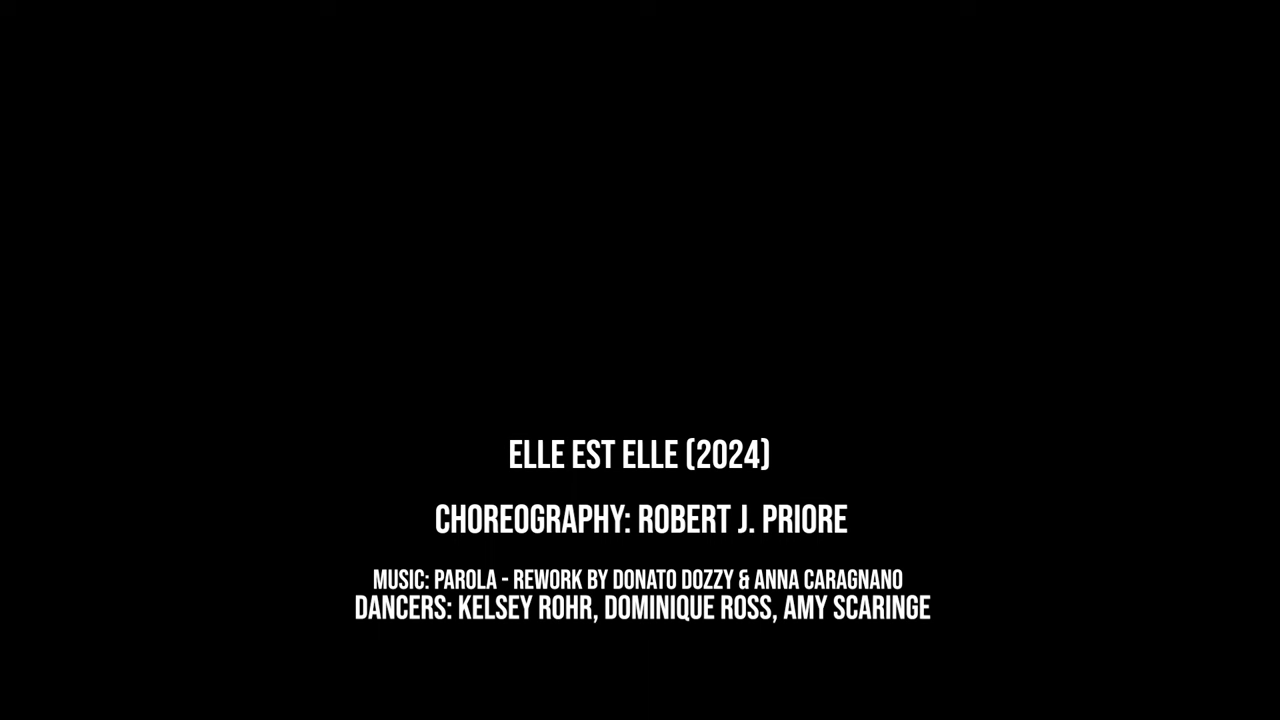 ELLE EST ELLE (2024)
CHOREOGRAPHY: ROBERT J. PRIORE
MUSIC: PAROLA - REWORK BY DONATO DOZZY & ANNA CARAGNANO
DANCERS: KELSEY ROHR, DOMINIQUE ROSS, AMY SCARINGE